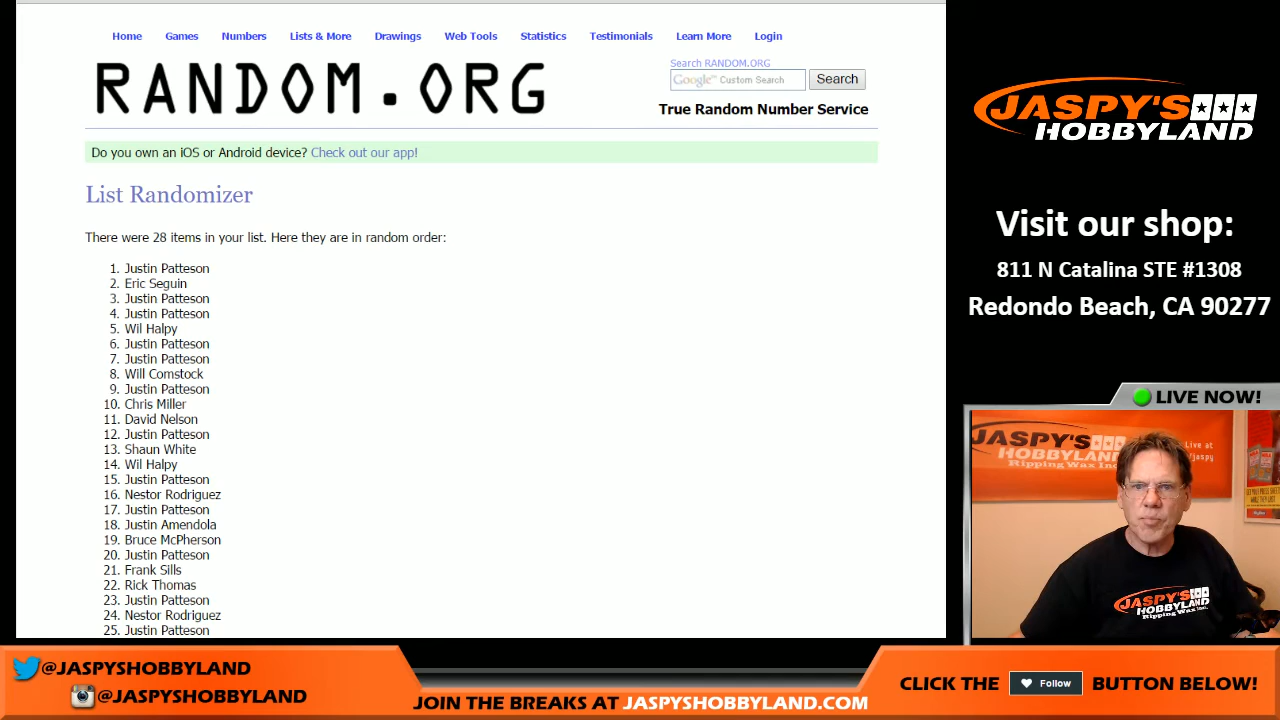 Home Games Numbers Lists & More Drawings Web Tools Statistics Testimonials Learn More Login
RANDOM.ORG
Search RANDOM.ORG
Google™ Custom Search Search
True Random Number Service
Do you own an iOS or Android device? Check out our app!
List Randomizer
There were 28 items in your list. Here they are in random order:
1. Justin Patteson
2. Eric Seguin
3. Justin Patteson
4. Justin Patteson
5. Wil Halpy
6. Justin Patteson
7. Justin Patteson
8. Will Comstock
9. Justin Patteson
10. Chris Miller
11. David Nelson
12. Justin Patteson
13. Shaun White
14. Wil Halpy
15. Justin Patteson
16. Nestor Rodriguez
17. Justin Patteson
18. Justin Amendola
19. Bruce McPherson
20. Justin Patteson
21. Frank Sills
22. Rick Thomas
23. Justin Patteson
24. Nestor Rodriguez
25. Justin Patteson
JASPY'S
HOBBYLAND
Visit our shop:
811 N Catalina STE #1308
Redondo Beach, CA 90277
LIVE NOW!
JASPY'S
HOBBYLAND
Ripping Wax Inc.
Live at
/jaspy
JASPY'S
HOBBYLAND
Ripping Wax Inc.
@JASPYSHOBBYLAND
@JASPYSHOBBYLAND
JOIN THE BREAKS AT JASPYSHOBBYLAND.COM
CLICK THE Follow BUTTON BELOW!